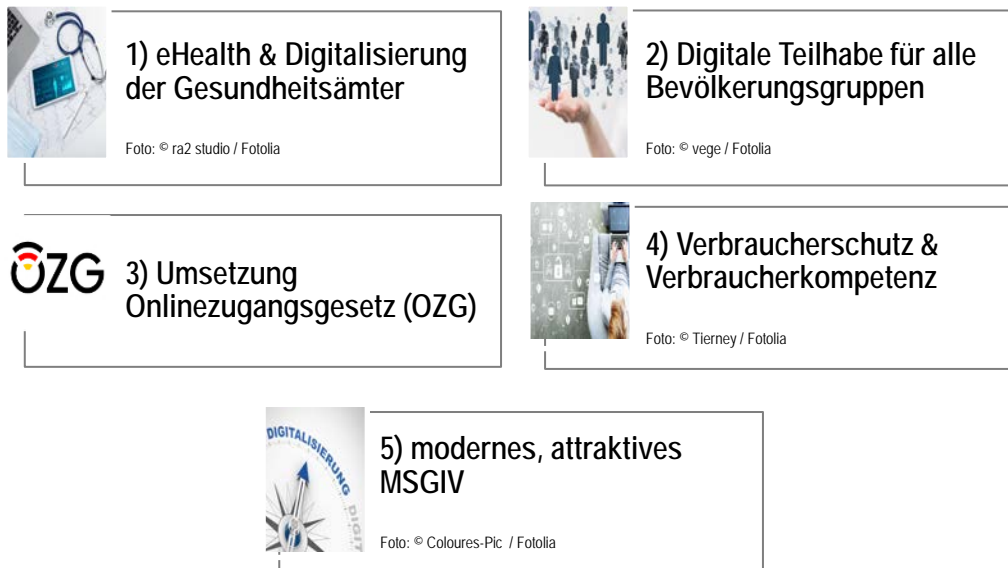 1) eHealth & Digitalisierung
der Gesundheitsämter
Foto: © ra2 studio / Fotolia
2) Digitale Teilhabe für alle
Bevölkerungsgruppen
Foto: © vege / Fotolia
OZG
3) Umsetzung
Onlinezugangsgesetz (OZG)
4) Verbraucherschutz &
Verbraucherkompetenz
Foto: © Tierney / Fotolia
DIGITALISIERUNG
DIGIT
5) modernes, attraktives
MSGIV
Foto: © Coloures-Pic / Fotolia